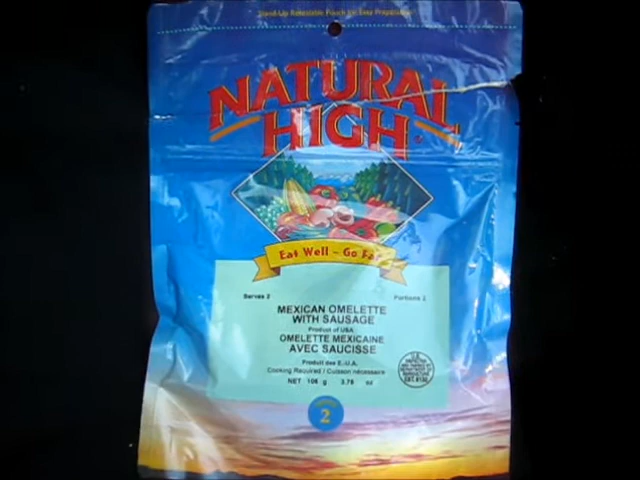 Stand-Up Resealable Pouch for Easy Preparation
NATURAL
HIGH
Eat Well - Go Far
Serves 2 Portions 2
MEXICAN OMELETTE
WITH SAUSAGE
Product of USA
OMELETTE MEXICAINE
AVEC SAUCISSE
Produit des E.-U.A.
Cooking Required / Cuisson nécessaire
NET 106 g 3.75 oz
2